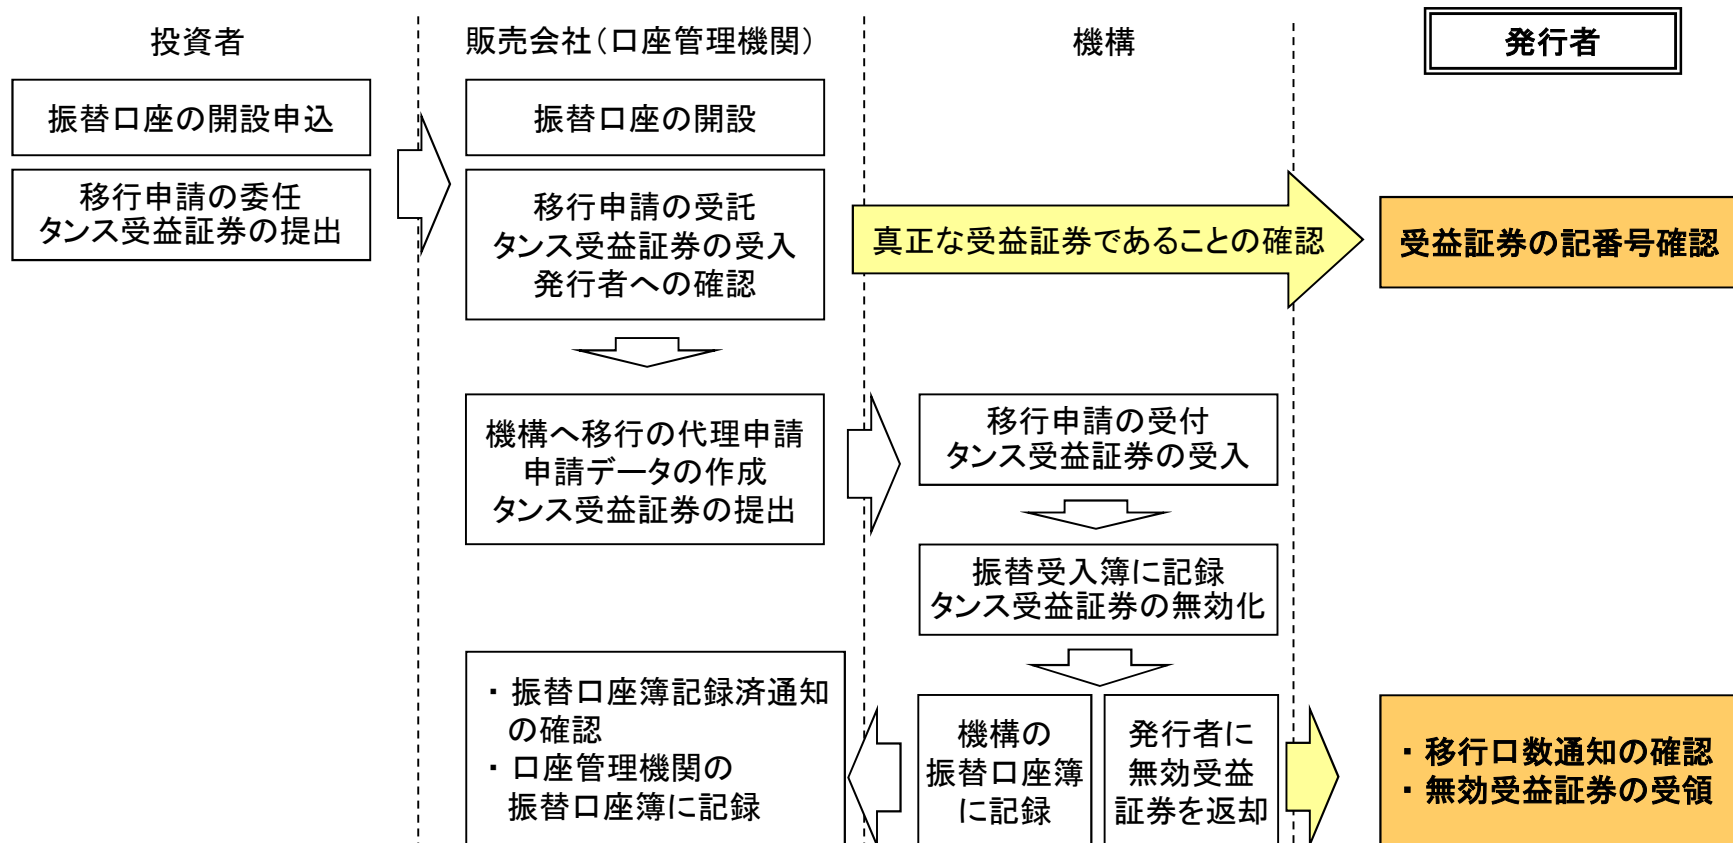 投資者
販売会社（口座管理機関）
機構
発行者
振替口座の開設申込
振替口座の開設
移行申請の委任
タンス受益証券の提出
移行申請の受託
タンス受益証券の受入
発行者への確認
真正な受益証券であることの確認
受益証券の記番号確認
機構へ移行の代理申請
申請データの作成
タンス受益証券の提出
移行申請の受付
タンス受益証券の受入
振替受入簿に記録
タンス受益証券の無効化
・振替口座簿記録済通知
の確認
・口座管理機関の
振替口座簿に記録
機構の
振替口座簿
に記録
発行者に
無効受益
証券を返却
・移行口数通知の確認
・無効受益証券の受領